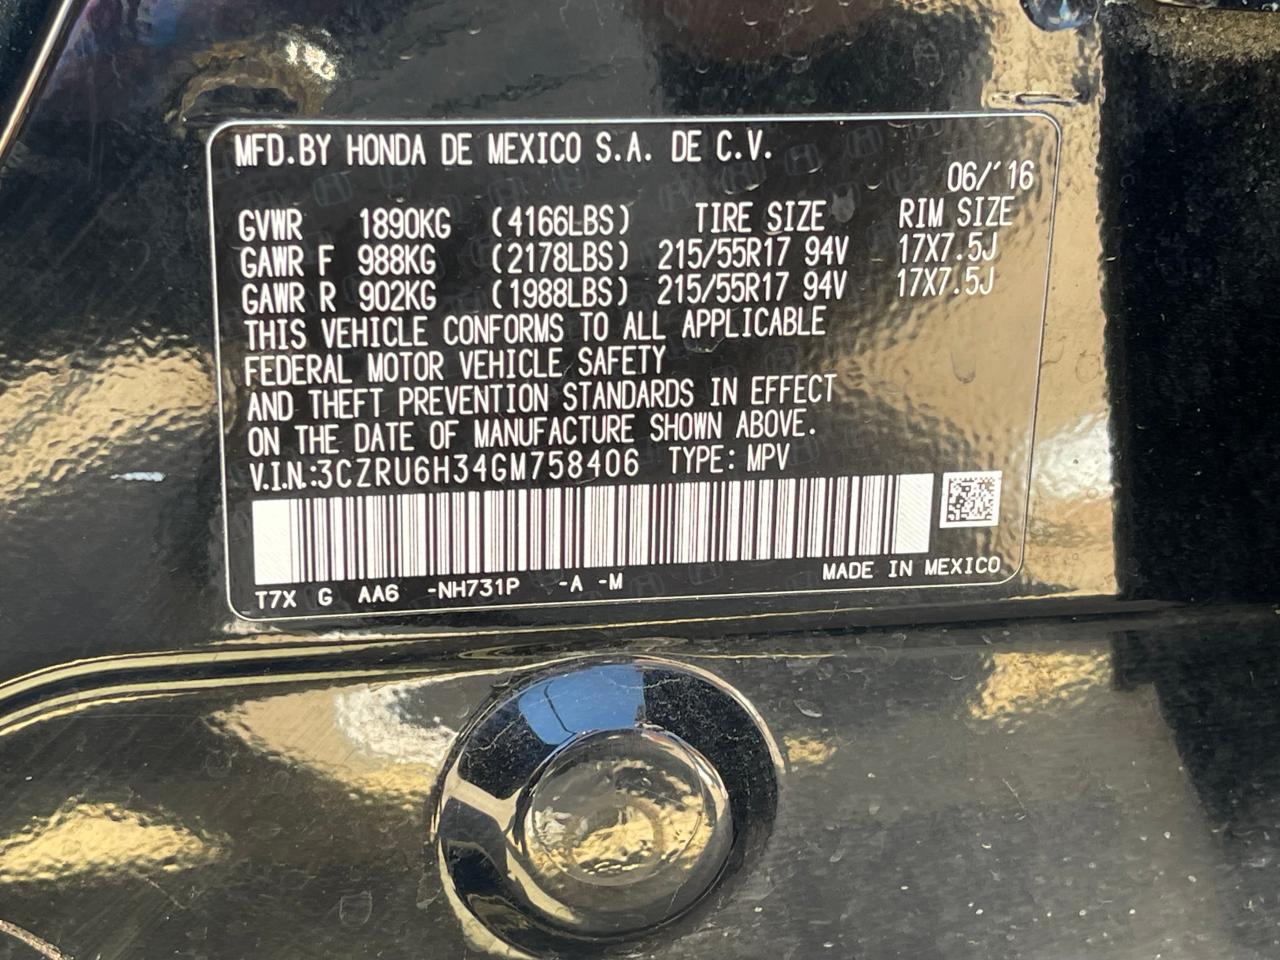 MFD.BY HONDA DE MEXICO S.A. DE C.V.
06/'16
GVWR 1890KG (4166LBS) TIRE SIZE RIM SIZE
GAWR F 988KG (2178LBS) 215/55R17 94V 17X7.5J
GAWR R 902KG (1988LBS) 215/55R17 94V 17X7.5J
THIS VEHICLE CONFORMS TO ALL APPLICABLE
FEDERAL MOTOR VEHICLE SAFETY
AND THEFT PREVENTION STANDARDS IN EFFECT
ON THE DATE OF MANUFACTURE SHOWN ABOVE.
V.I.N.:3CZRU6H34GM758406 TYPE: MPV
T7X G AA6 -NH731P -A -M MADE IN MEXICO